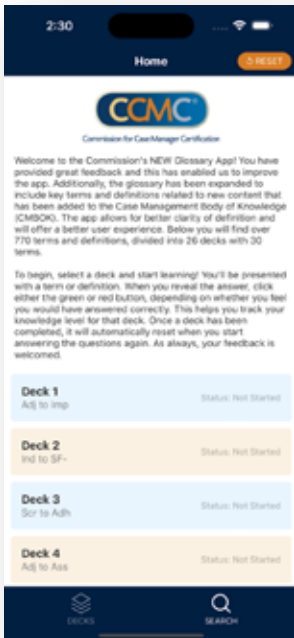 2:30
Home
RESET
CCMC
Commission for Case Manager Certification
Welcome to the Commission's NEW Glossary App! You have
provided great feedback and this has enabled us to improve
the app. Additionally, the glossary has been expanded to
include key terms and definitions related to new content that
has been added to the Case Management Body of Knowledge
(CMBOK). The app allows for better clarity of definition and
will offer a better user experience. Below you will find over
770 terms and definitions, divided into 26 decks with 30
terms.
To begin, select a deck and start learning! You'll be presented
with a term or definition. When you reveal the answer, click
either the green or red button, depending on whether you feel
you would have answered correctly. This helps you track your
knowledge level for that deck. Once a deck has been
completed, it will automatically reset when you start
answering the questions again. As always, your feedback is
welcomed.
Deck 1
Adj to Imp
Status: Not Started
Deck 2
Ind to SF-
Status: Not Started
Deck 3
Scr to Adh
Status: Not Started
Deck 4
Adj to Ass
Status: Not Started
DECKS
SEARCH